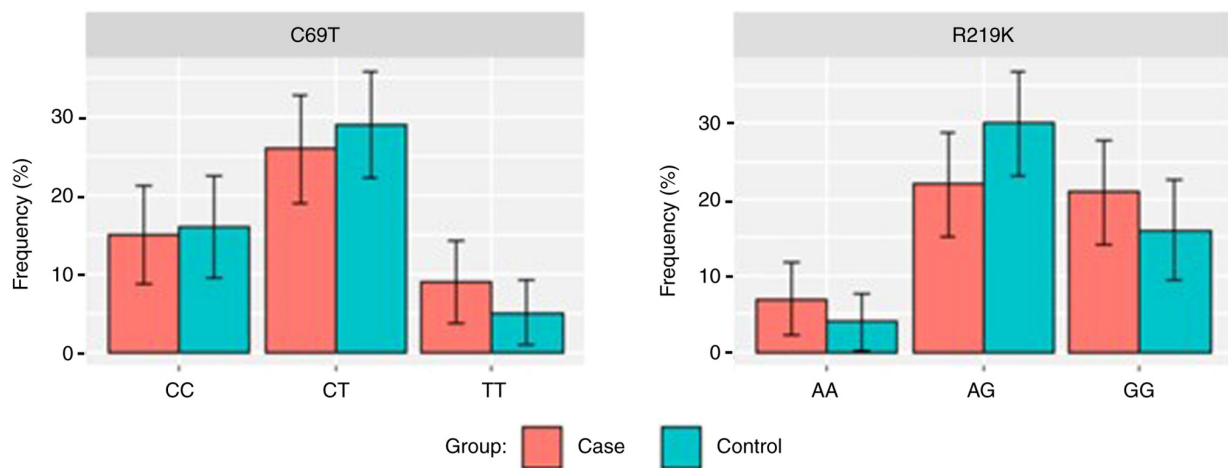 C69T
Frequency (%)
30
20
10
0
CC CT TT
R219K
Frequency (%)
30
20
10
0
AA AG GG
Group: Case Control